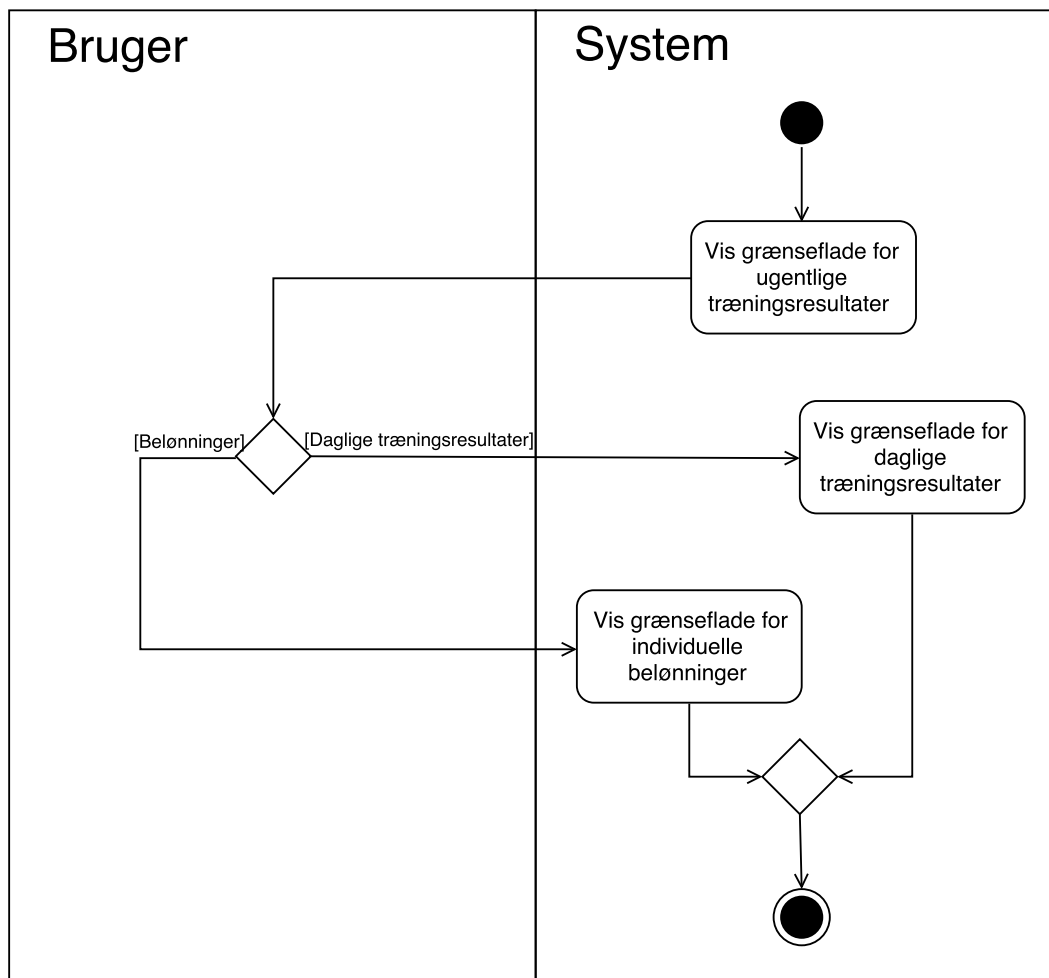 Bruger
System
Vis grænseflade for
ugentlige
træningsresultater
[Belønninger]
[Daglige træningsresultater]
Vis grænseflade for
daglige
træningsresultater
Vis grænseflade for
individuelle
belønninger